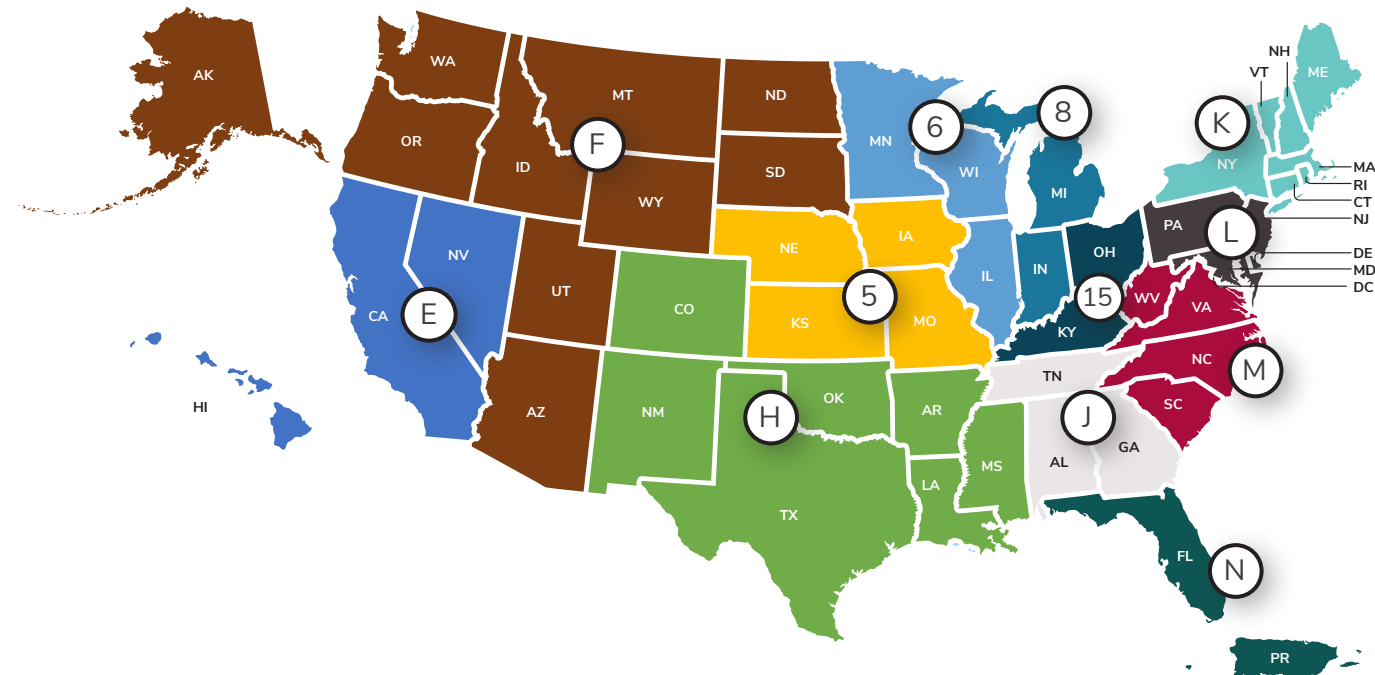 AK
WA
MT
ND
MN
6
8
OR
ID
F
SD
WI
MI
WY
NH
VT
ME
K
NY
MA
RI
CT
NJ
PA
L
DE
MD
DC
NV
UT
NE
IA
IL
IN
OH
CA
E
CO
KS
5
MO
15
WV
VA
KY
HI
AZ
NM
H
OK
AR
TN
NC
M
SC
J
AL
GA
MS
LA
TX
FL
N
PR